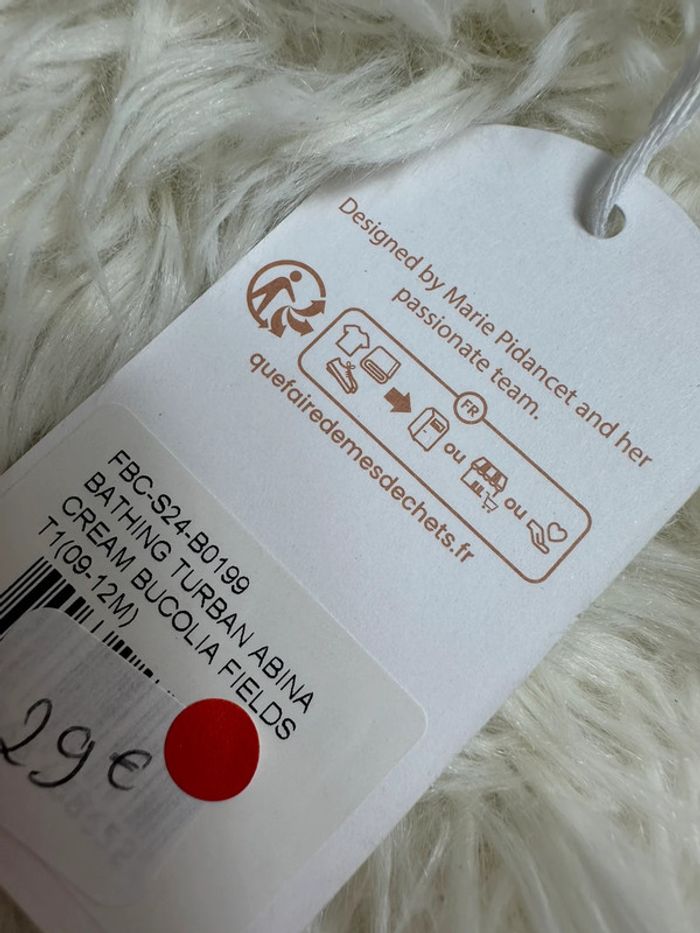 Designed by Marie Pidancet and her
passionate team.
FR
ou
ou
quefairedemesdechets.fr
FBC-S24-B0199
BATHING TURBAN ABINA
CREAM BUCOLIA FIELDS
T1(09-12M)
29 €